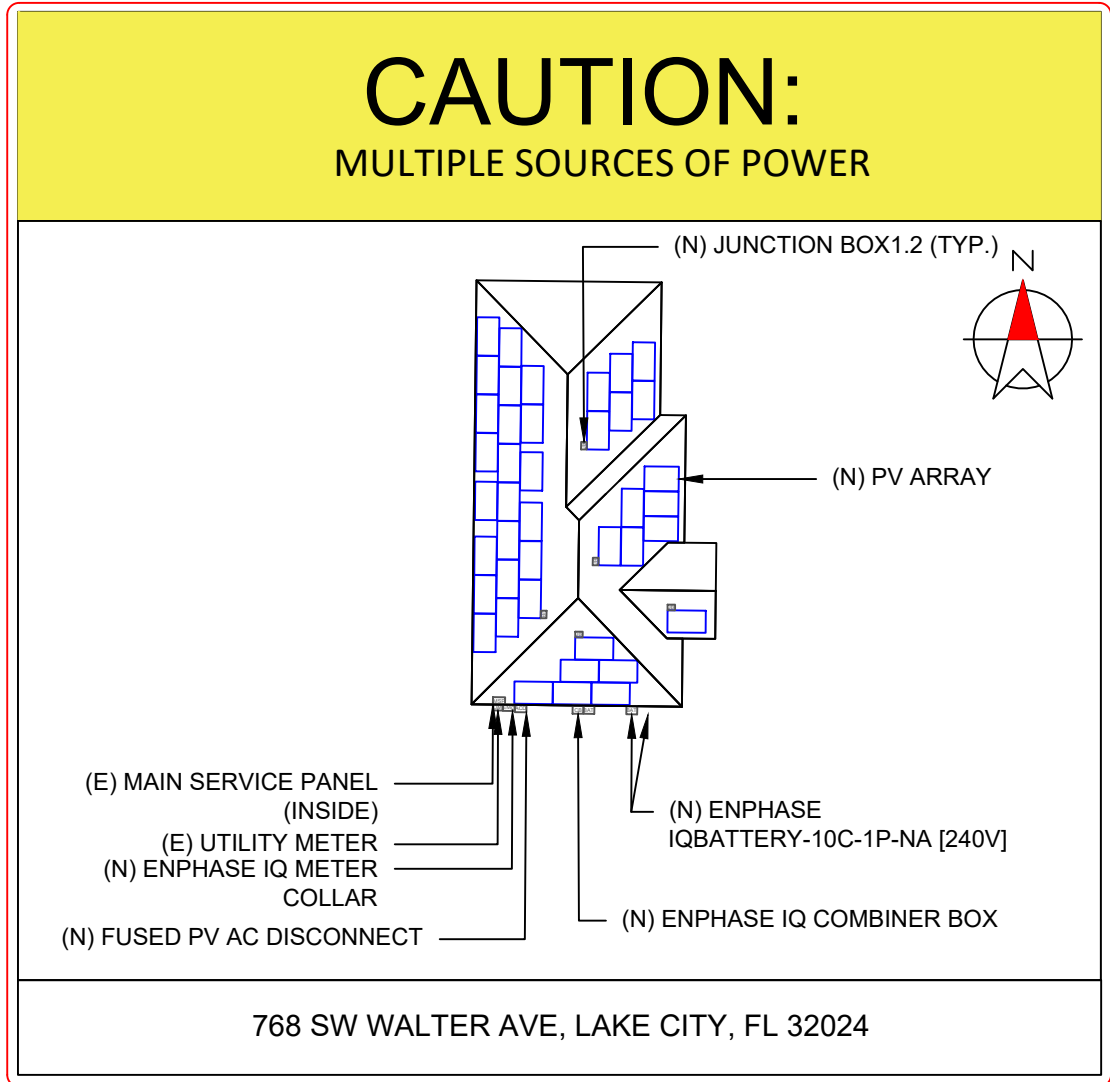 CAUTION:
MULTIPLE SOURCES OF POWER
(N) JUNCTION BOX1.2 (TYP.)
N
(N) PV ARRAY
(E) MAIN SERVICE PANEL
(INSIDE)
(E) UTILITY METER
(N) ENPHASE IQ METER
COLLAR
(N) FUSED PV AC DISCONNECT
(N) ENPHASE
IQBATTERY-10C-1P-NA [240V]
(N) ENPHASE IQ COMBINER BOX
768 SW WALTER AVE, LAKE CITY, FL 32024